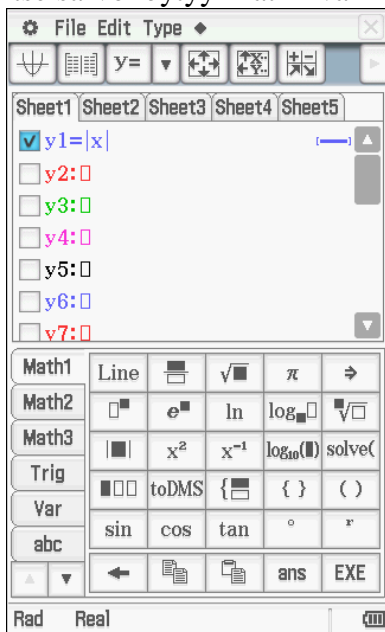 File Edit Type ◆
y=
Sheet1 Sheet2 Sheet3 Sheet4 Sheet5
y1=|x|
y2:□
y3:□
y4:□
y5:□
y6:□
y7:□
Math1 Line √■ π ⇒
Math2 □■ e■ ln log■□ ■√□
Math3 |■| x² x⁻¹ log₁₀(■) solve(
Trig ■□□ toDMS { } ( )
Var sin cos tan ° r
abc
ans EXE
Rad Real